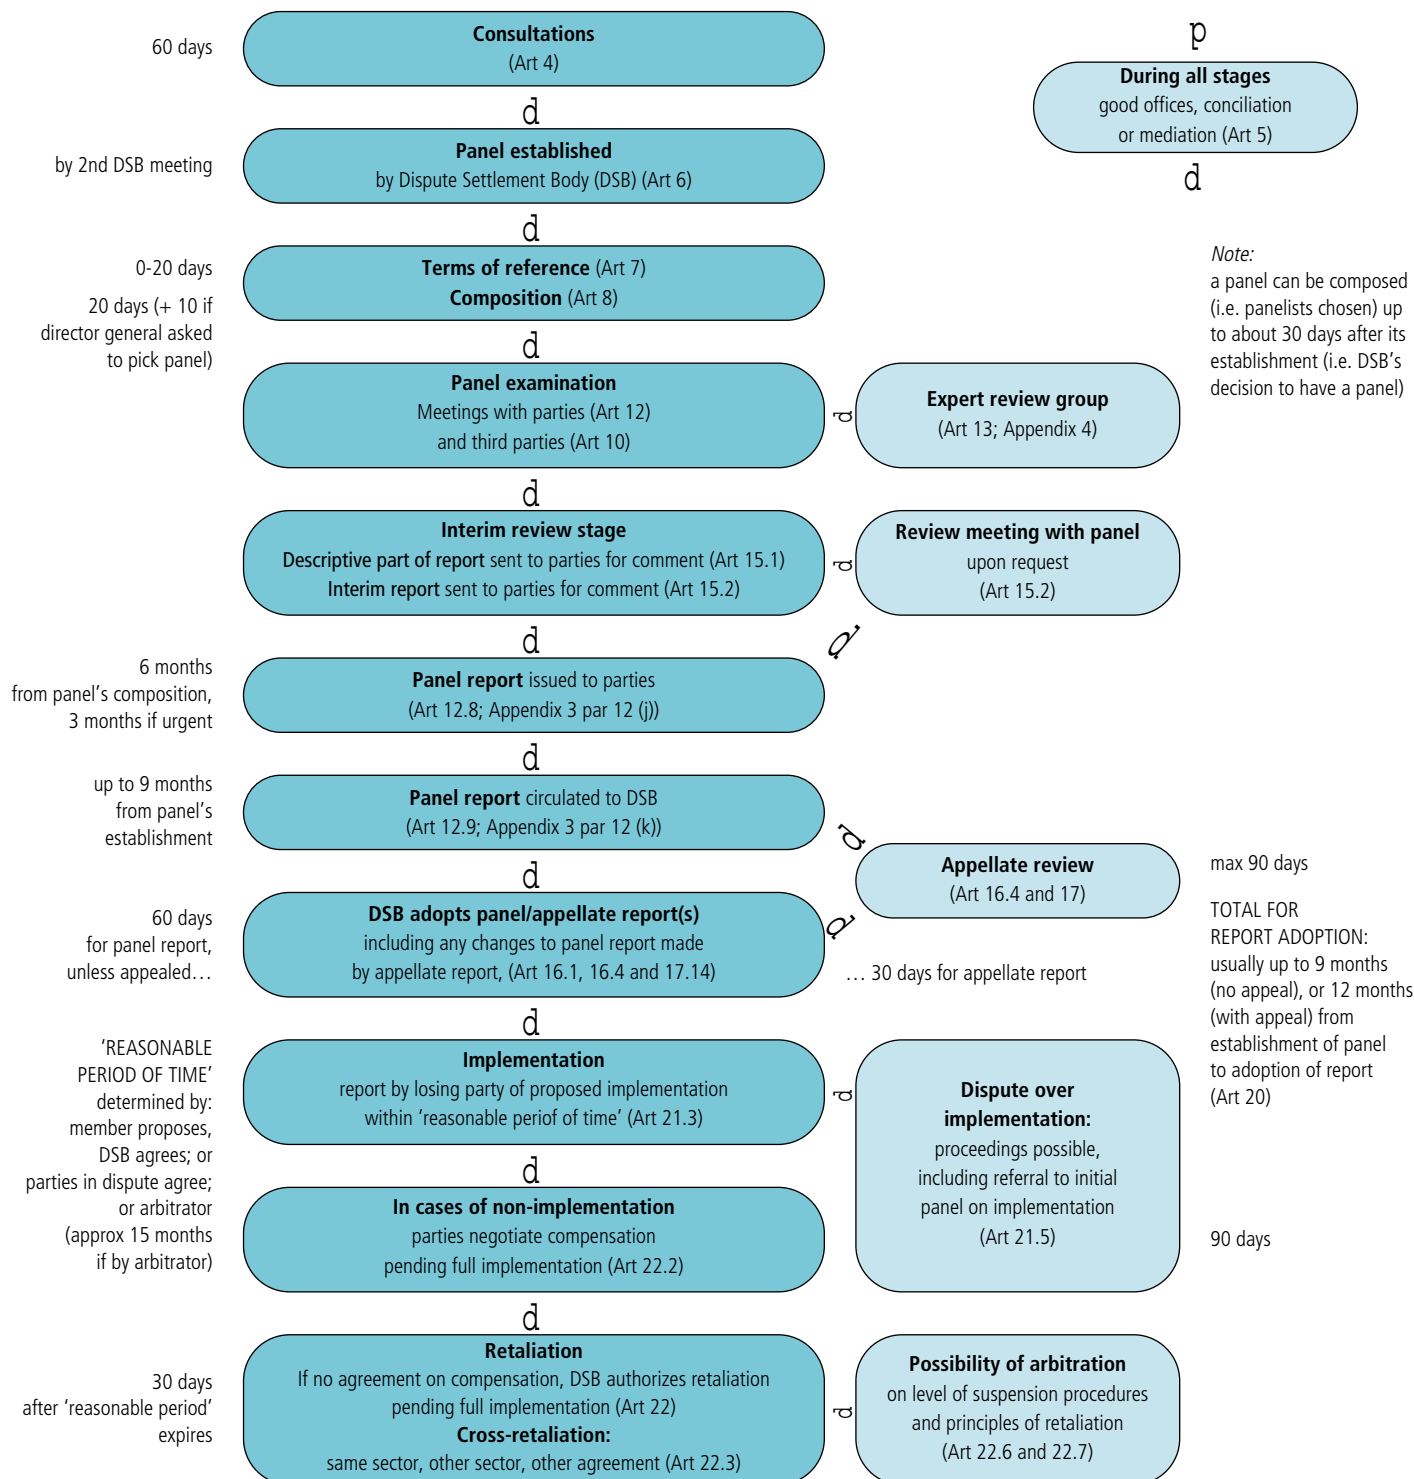 60 days
Consultations
(Art 4)
p
During all stages
good offices, conciliation
or mediation (Art 5)
d
d
by 2nd DSB meeting
Panel established
by Dispute Settlement Body (DSB) (Art 6)
d
0-20 days
20 days (+ 10 if
director general asked
to pick panel)
Terms of reference (Art 7)
Composition (Art 8)
Note:
a panel can be composed
(i.e. panelists chosen) up
to about 30 days after its
establishment (i.e. DSB's
decision to have a panel)
d
Panel examination
Meetings with parties (Art 12)
and third parties (Art 10)
d
Expert review group
(Art 13; Appendix 4)
d
Interim review stage
Descriptive part of report sent to parties for comment (Art 15.1)
Interim report sent to parties for comment (Art 15.2)
d
Review meeting with panel
upon request
(Art 15.2)
d
d
6 months
from panel's composition,
3 months if urgent
Panel report issued to parties
(Art 12.8; Appendix 3 par 12 (j))
d
up to 9 months
from panel's
establishment
Panel report circulated to DSB
(Art 12.9; Appendix 3 par 12 (k))
d
d
Appellate review
(Art 16.4 and 17)
max 90 days
d
60 days
for panel report,
unless appealed…
DSB adopts panel/appellate report(s)
including any changes to panel report made
by appellate report, (Art 16.1, 16.4 and 17.14)
… 30 days for appellate report
TOTAL FOR
REPORT ADOPTION:
usually up to 9 months
(no appeal), or 12 months
(with appeal) from
establishment of panel
to adoption of report
(Art 20)
d
'REASONABLE
PERIOD OF TIME'
determined by:
member proposes,
DSB agrees; or
parties in dispute agree;
or arbitrator
(approx 15 months
if by arbitrator)
Implementation
report by losing party of proposed implementation
within 'reasonable periof of time' (Art 21.3)
d
Dispute over
implementation:
proceedings possible,
including referral to initial
panel on implementation
(Art 21.5)
90 days
d
In cases of non-implementation
parties negotiate compensation
pending full implementation (Art 22.2)
d
30 days
after 'reasonable period'
expires
Retaliation
If no agreement on compensation, DSB authorizes retaliation
pending full implementation (Art 22)
Cross-retaliation:
same sector, other sector, other agreement (Art 22.3)
d
Possibility of arbitration
on level of suspension procedures
and principles of retaliation
(Art 22.6 and 22.7)